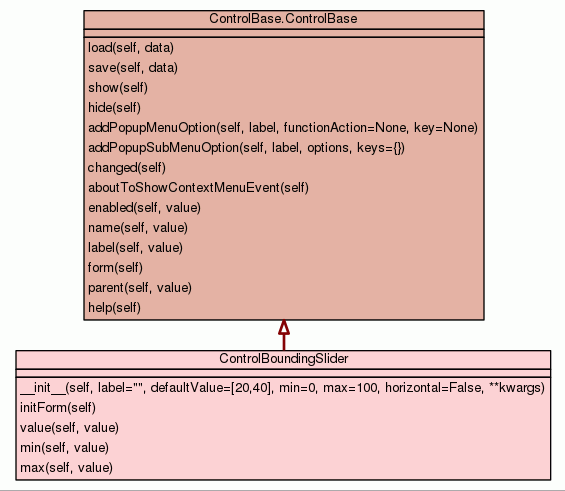 ControlBase.ControlBase
load(self, data)
save(self, data)
show(self)
hide(self)
addPopupMenuOption(self, label, functionAction=None, key=None)
addPopupSubMenuOption(self, label, options, keys={})
changed(self)
aboutToShowContextMenuEvent(self)
enabled(self, value)
name(self, value)
label(self, value)
form(self)
parent(self, value)
help(self)
ControlBoundingSlider
__init__(self, label="", defaultValue=[20,40], min=0, max=100, horizontal=False, **kwargs)
initForm(self)
value(self, value)
min(self, value)
max(self, value)